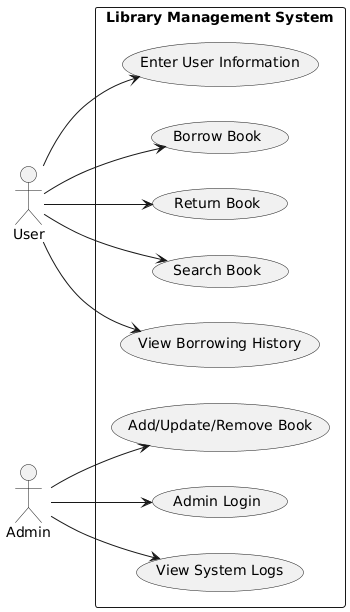 Library Management System
Enter User Information
Borrow Book
Return Book
User
Search Book
View Borrowing History
Add/Update/Remove Book
Admin Login
Admin
View System Logs